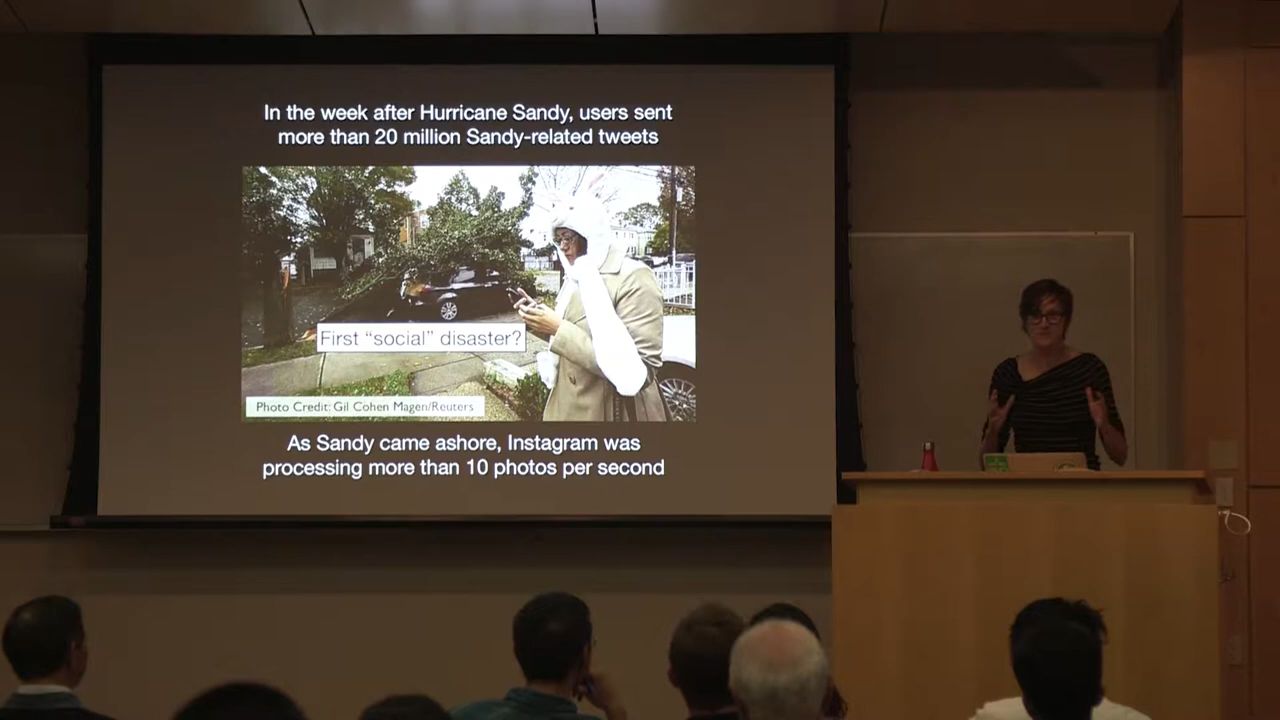 In the week after Hurricane Sandy, users sent
more than 20 million Sandy-related tweets
First “social” disaster?
Photo Credit: Gil Cohen Magen/Reuters
As Sandy came ashore, Instagram was
processing more than 10 photos per second